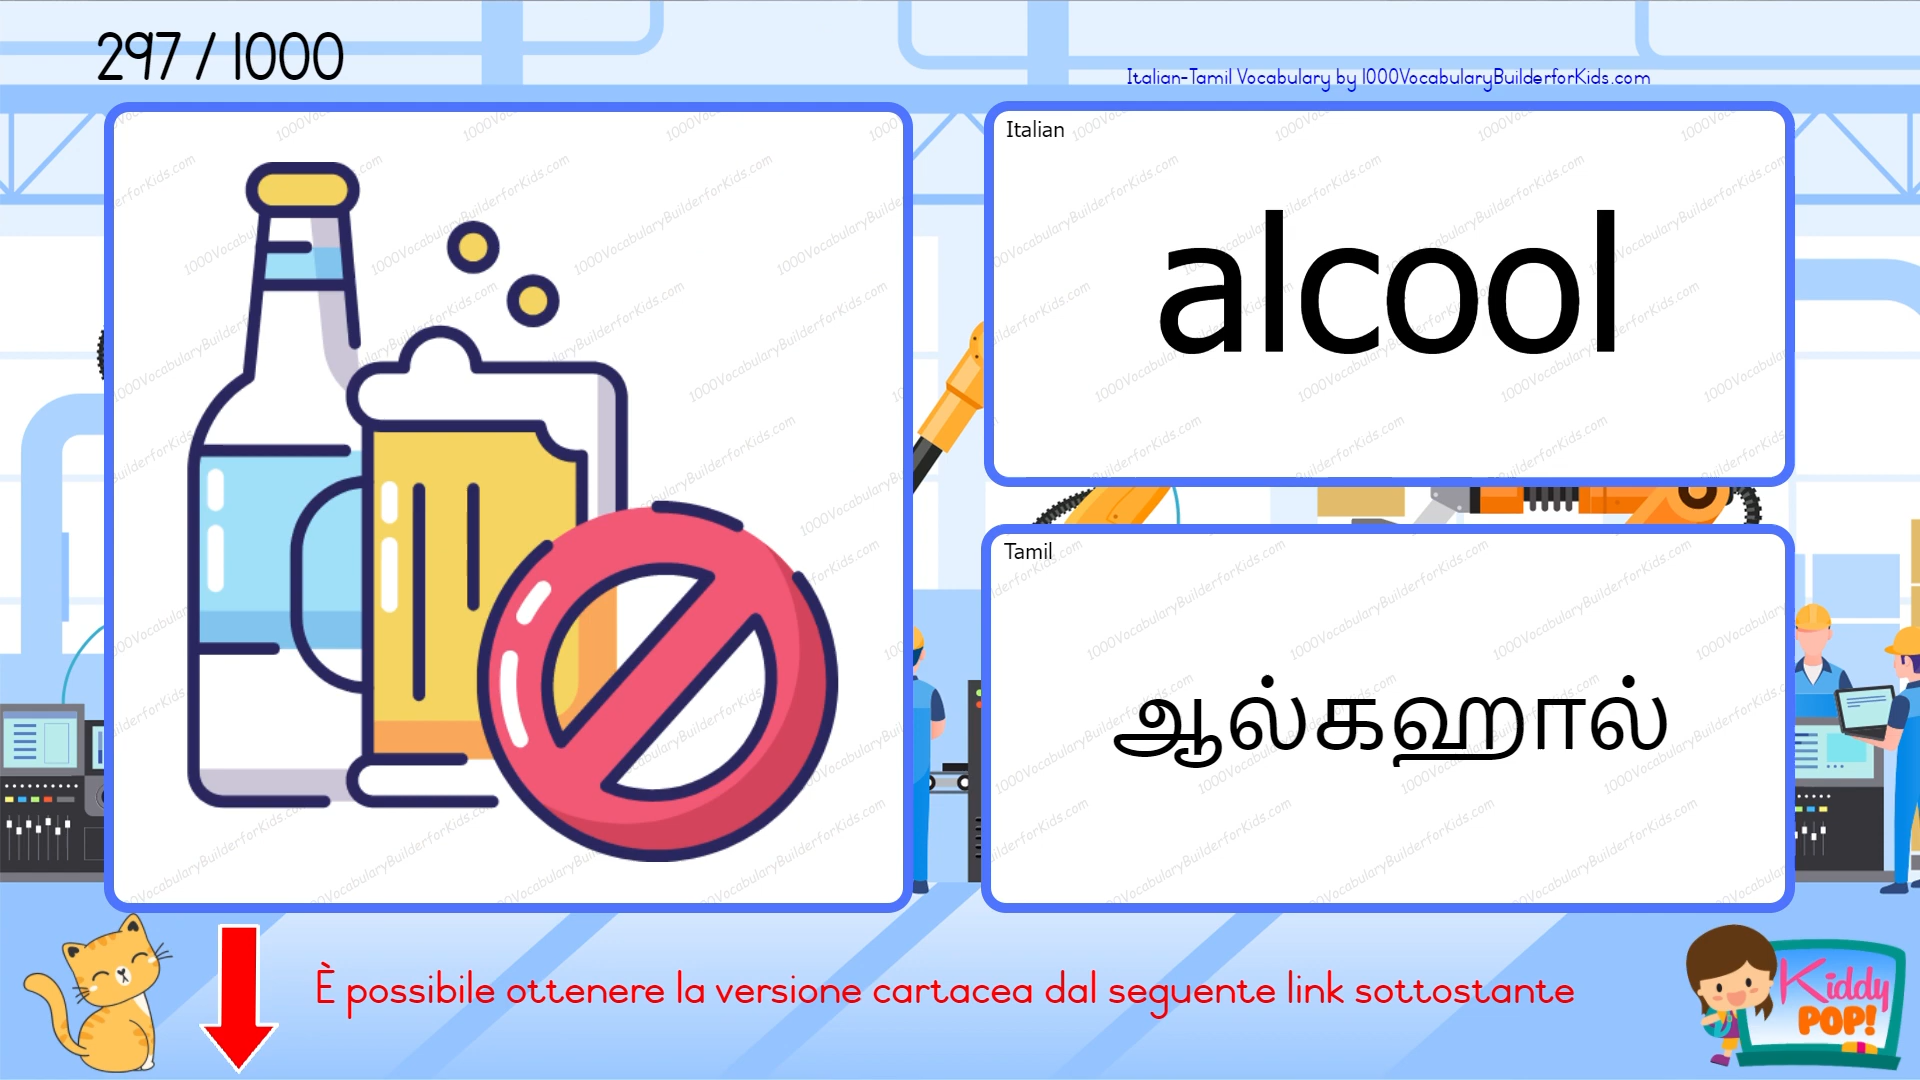 297 / 1000
Italian-Tamil Vocabulary by 1000VocabularyBuilderforKids.com
Italian
alcool
Tamil
ஆல்கஹால்
È possibile ottenere la versione cartacea dal seguente link sottostante
Kiddy
POP!